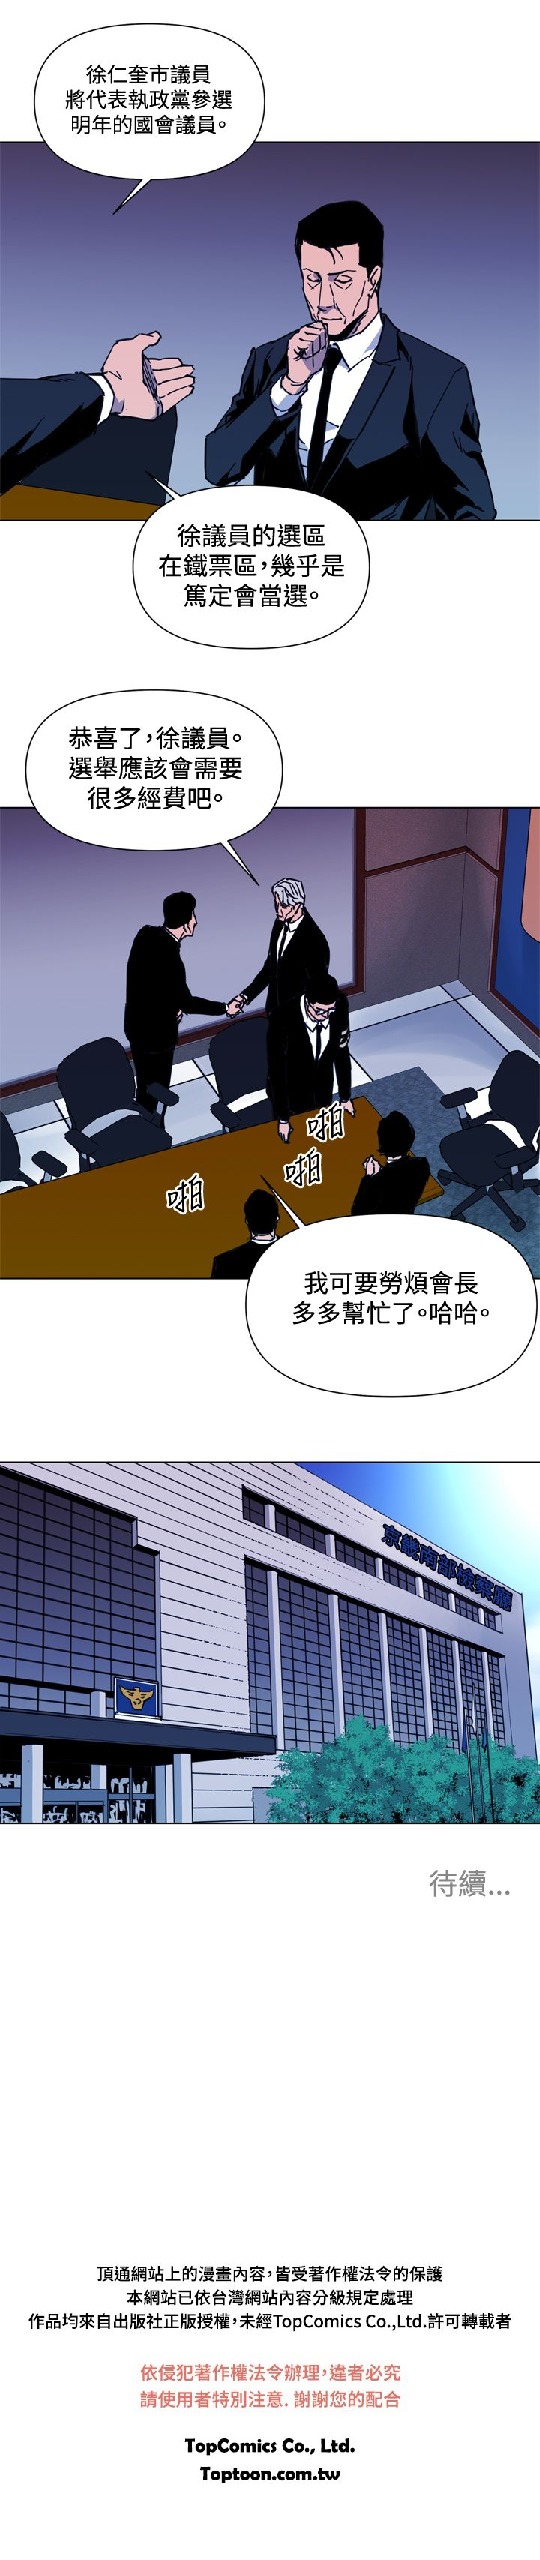 徐仁奎市議員
將代表執政黨參選
明年的國會議員。
徐議員的選區
在鐵票區，幾乎是
篤定會當選。
恭喜了，徐議員。
選舉應該會需要
很多經費吧。
啪
啪
啪
我可要勞煩會長
多多幫忙了。哈哈。
京畿南部檢察廳
待續...
頂通網站上的漫畫內容，皆受著作權法令的保護
本網站已依台灣網站內容分級規定處理
作品均來自出版社正版授權，未經TopComics Co.,Ltd.許可轉載者
依侵犯著作權法令辦理，違者必究
請使用者特別注意. 謝謝您的配合
TopComics Co., Ltd.
Toptoon.com.tw